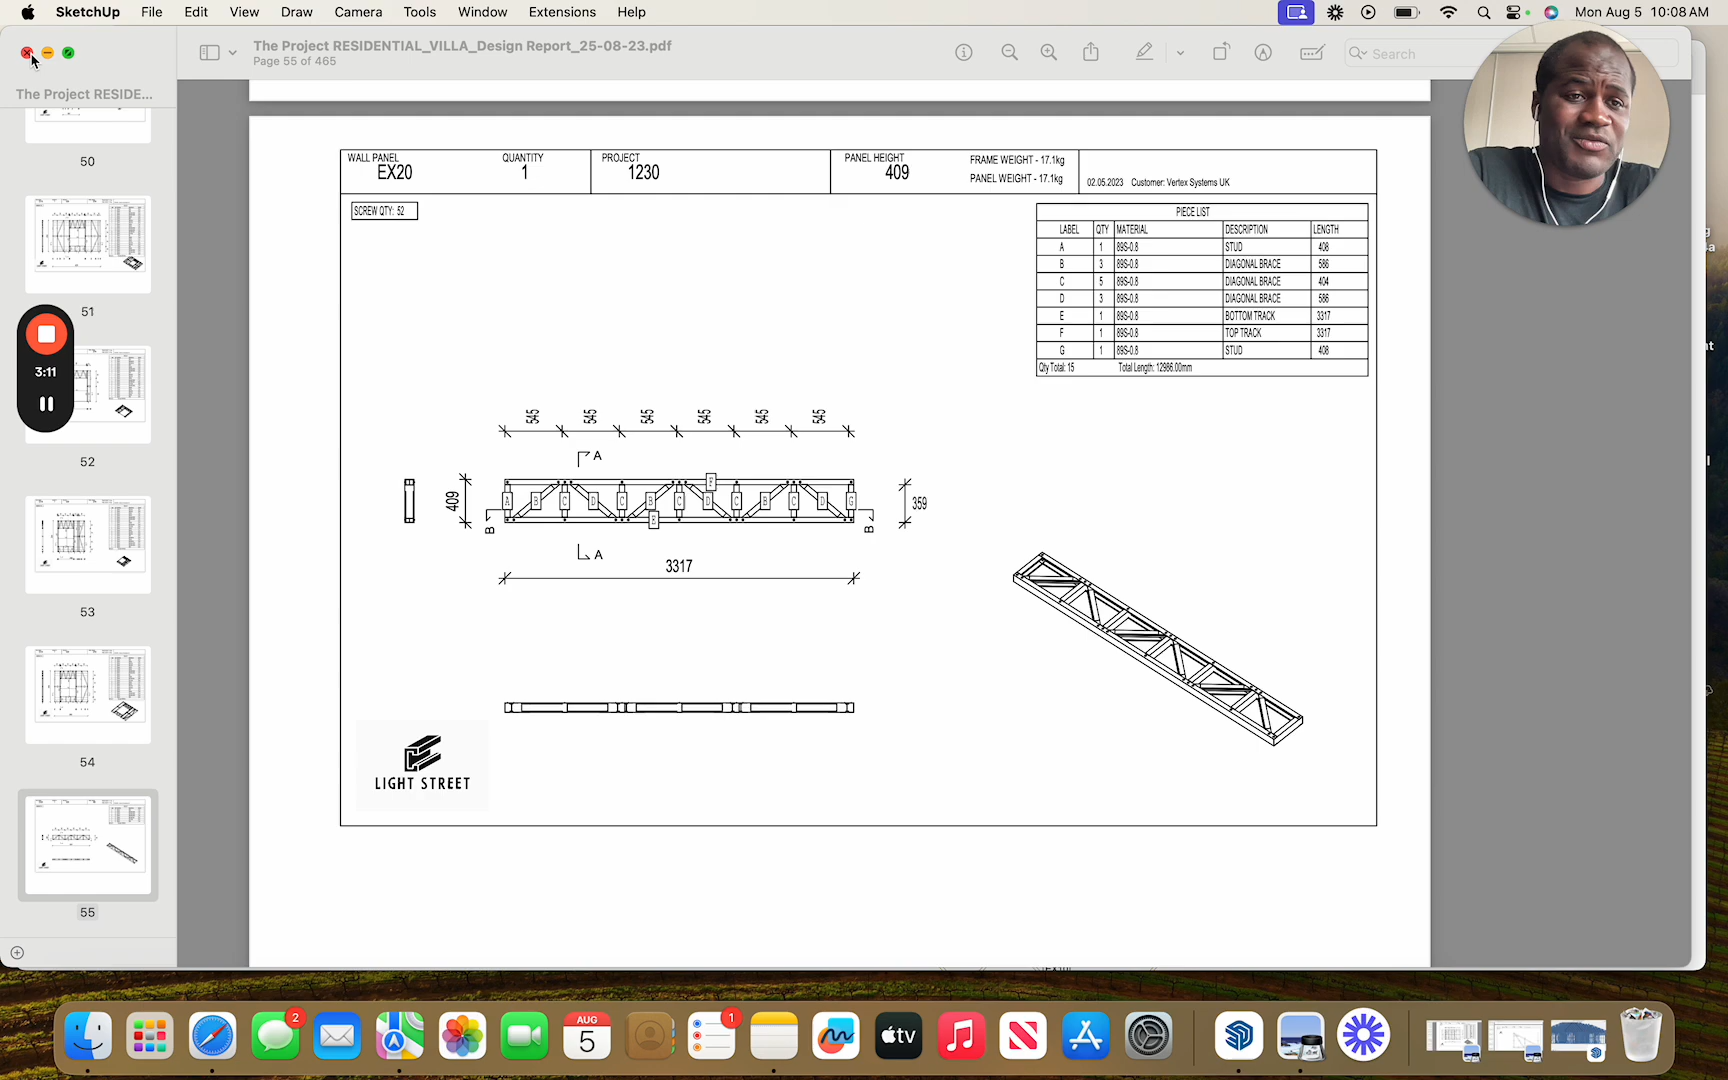 SketchUp File Edit View Draw Camera Tools Window Extensions Help Mon Aug 5 10:08 AM
The Project RESIDENTIAL_VILLA_Design Report_25-08-23.pdf
Page 55 of 465
Search
The Project RESIDE...
50
51
52
53
54
55
3:11
WALL PANEL
EX20
QUANTITY
1
PROJECT
1230
PANEL HEIGHT
409
FRAME WEIGHT - 17.1kg
PANEL WEIGHT - 17.1kg
02.05.2023 Customer: Vertex Systems UK
SCREW QTY: 52
PIECE LIST
LABEL QTY MATERIAL DESCRIPTION LENGTH
A 1 89S-0.8 STUD 408
B 3 89S-0.8 DIAGONAL BRACE 586
C 5 89S-0.8 DIAGONAL BRACE 404
D 3 89S-0.8 DIAGONAL BRACE 586
E 1 89S-0.8 BOTTOM TRACK 3317
F 1 89S-0.8 TOP TRACK 3317
G 1 89S-0.8 STUD 408
Qty Total: 15 Total Length: 12986.00mm
545 545 545 545 545 545
A
F
409
A B C D C B C D C B C D G
359
E
B B
A
3317
LIGHT STREET
2
AUG
5
1
tv